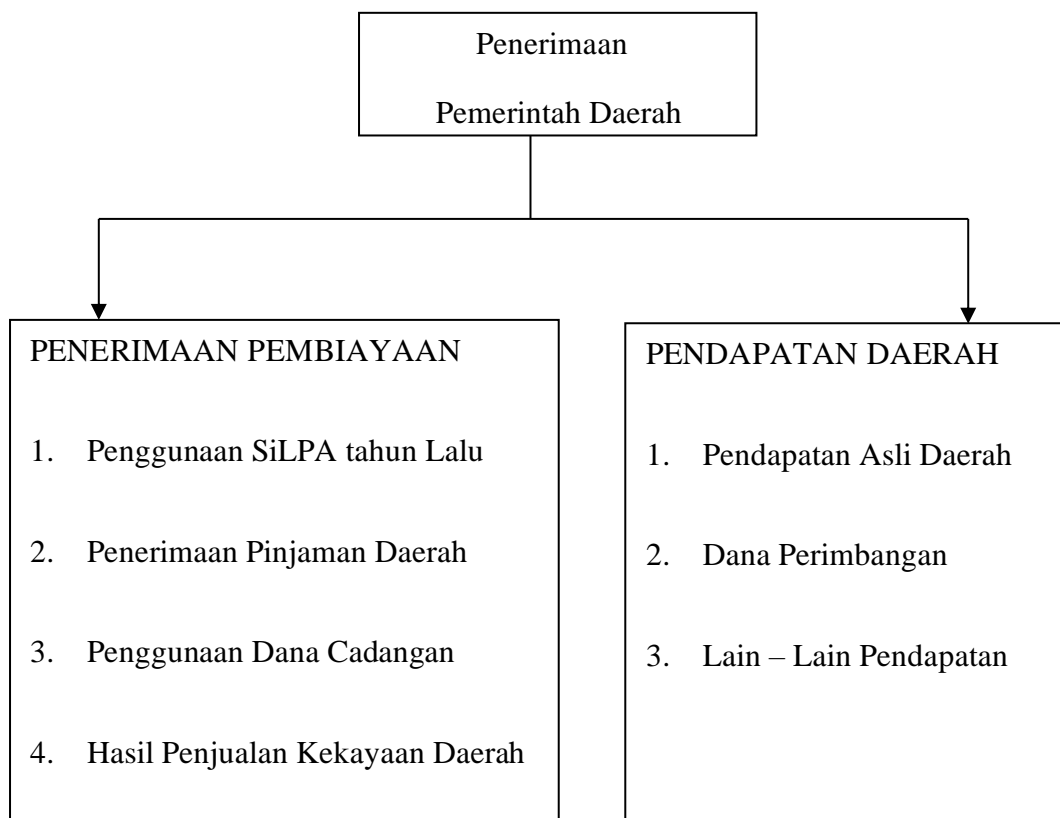 Penerimaan
Pemerintah Daerah
PENERIMAAN PEMBIAYAAN
1. Penggunaan SiLPA tahun Lalu
2. Penerimaan Pinjaman Daerah
3. Penggunaan Dana Cadangan
4. Hasil Penjualan Kekayaan Daerah
PENDAPATAN DAERAH
1. Pendapatan Asli Daerah
2. Dana Perimbangan
3. Lain – Lain Pendapatan